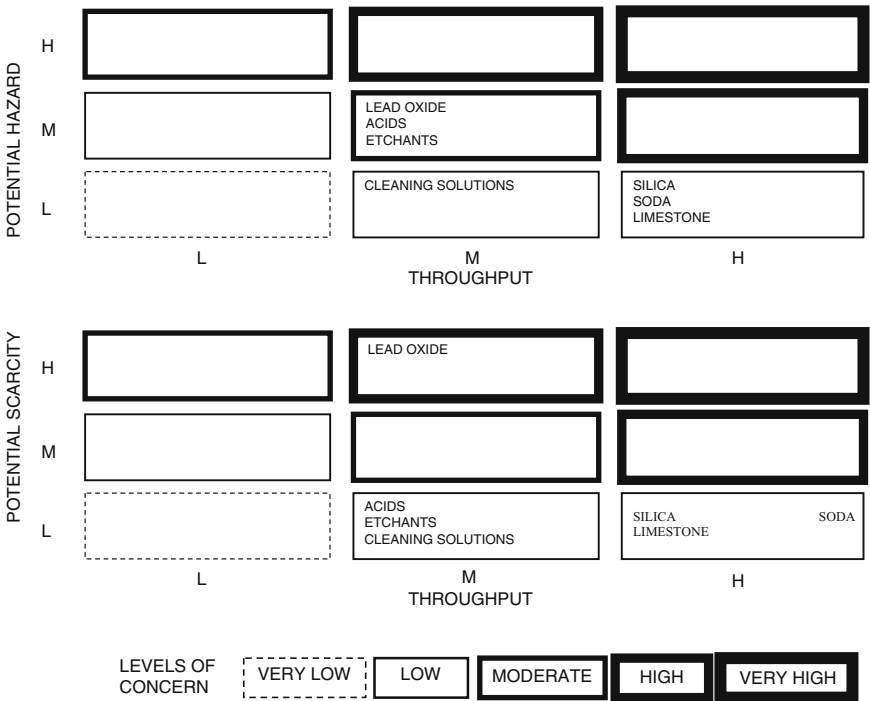 POTENTIAL HAZARD
H
M
LEAD OXIDE
ACIDS
ETCHANTS
L
CLEANING SOLUTIONS
SILICA
SODA
LIMESTONE
L
M
H
THROUGHPUT
POTENTIAL SCARCITY
H
LEAD OXIDE
M
L
ACIDS
ETCHANTS
CLEANING SOLUTIONS
SILICA SODA
LIMESTONE
L
M
H
THROUGHPUT
LEVELS OF
CONCERN
VERY LOW
LOW
MODERATE
HIGH
VERY HIGH